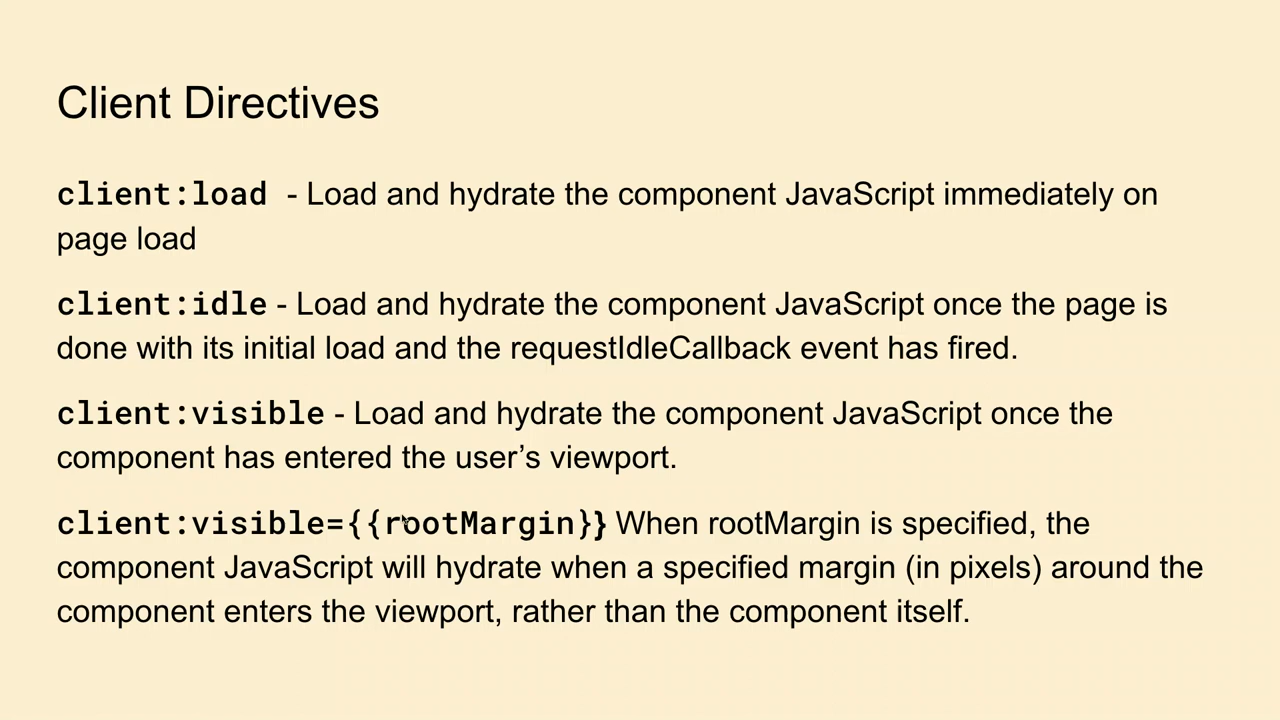 Client Directives
client:load - Load and hydrate the component JavaScript immediately on
page load
client:idle - Load and hydrate the component JavaScript once the page is
done with its initial load and the requestIdleCallback event has fired.
client:visible - Load and hydrate the component JavaScript once the
component has entered the user’s viewport.
client:visible={{rootMargin}} When rootMargin is specified, the
component JavaScript will hydrate when a specified margin (in pixels) around the
component enters the viewport, rather than the component itself.